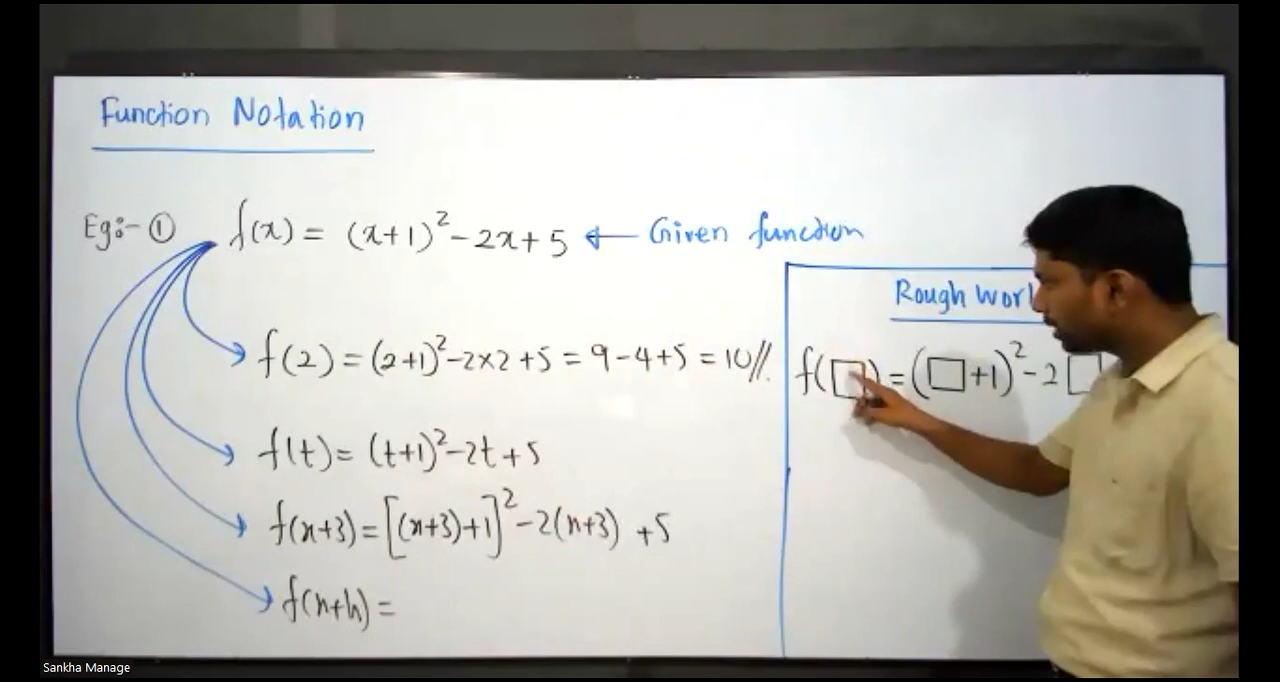 Function Notation
Eg:- ① f(x) = (x+1)² - 2x + 5 ← Given function
f(2) = (2+1)² - 2×2 + 5 = 9 - 4 + 5 = 10//.
f(t) = (t+1)² - 2t + 5
f(x+3) = [(x+3)+1]² - 2(x+3) + 5
f(x+h) =
Rough
f(□) = (□+1)² - 2□
Sankha Manage